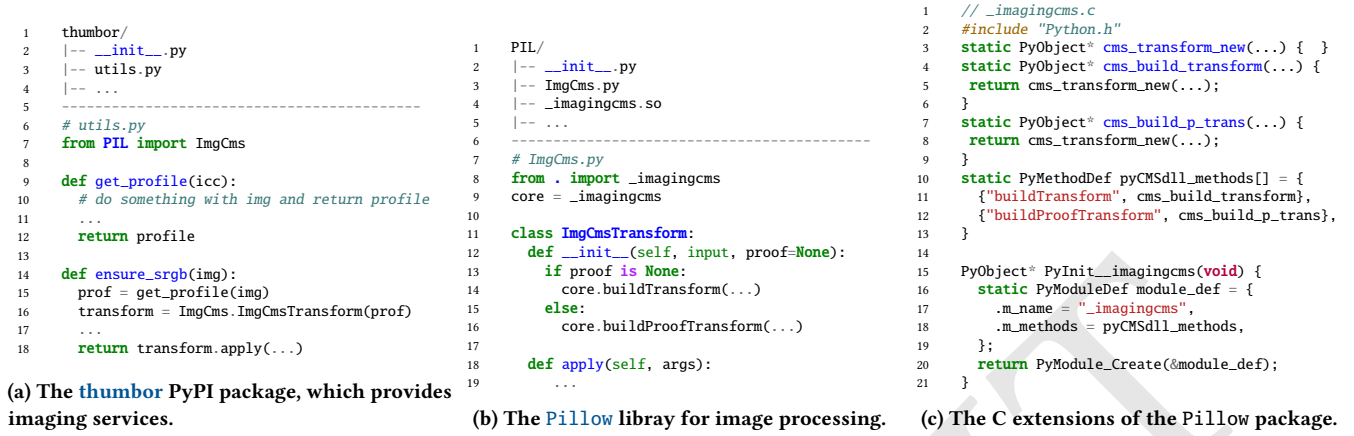 1 thumbor/
2 |-- __init__.py
3 |-- utils.py
4 |-- ...
5 --------------------------------------------
6 # utils.py
7 from PIL import ImgCms
8
9 def get_profile(icc):
10 # do something with img and return profile
11 ...
12 return profile
13
14 def ensure_srgb(img):
15 prof = get_profile(img)
16 transform = ImgCms.ImgCmsTransform(prof)
17 ...
18 return transform.apply(...)
(a) The thumbor PyPI package, which provides
imaging services.
1 PIL/
2 |-- __init__.py
3 |-- ImgCms.py
4 |-- _imagingcms.so
5 |-- ...
6 ---------------------------------------------
7 # ImgCms.py
8 from . import _imagingcms
9 core = _imagingcms
10
11 class ImgCmsTransform:
12 def __init__(self, input, proof=None):
13 if proof is None:
14 core.buildTransform(...)
15 else:
16 core.buildProofTransform(...)
17
18 def apply(self, args):
19 ...
(b) The Pillow libray for image processing.
1 // _imagingcms.c
2 #include "Python.h"
3 static PyObject* cms_transform_new(...) { }
4 static PyObject* cms_build_transform(...) {
5 return cms_transform_new(...);
6 }
7 static PyObject* cms_build_p_trans(...) {
8 return cms_transform_new(...);
9 }
10 static PyMethodDef pyCMSdll_methods[] = {
11 {"buildTransform", cms_build_transform},
12 {"buildProofTransform", cms_build_p_trans},
13 }
14
15 PyObject* PyInit__imagingcms(void) {
16 static PyModuleDef module_def = {
17 .m_name = "_imagingcms",
18 .m_methods = pyCMSdll_methods,
19 };
20 return PyModule_Create(&module_def);
21 }
(c) The C extensions of the Pillow package.